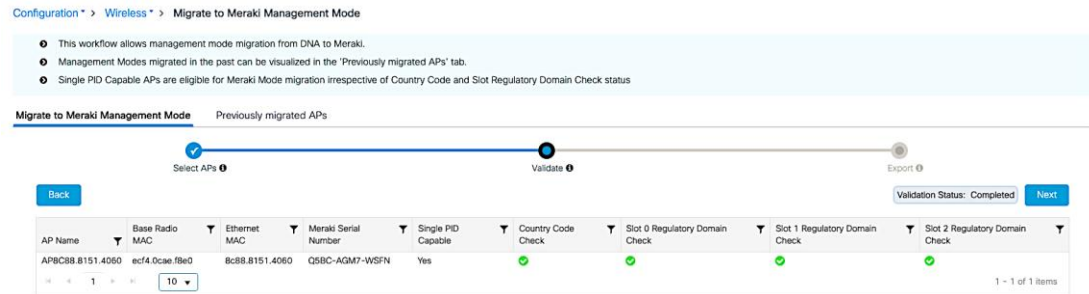 Configuration > Wireless > Migrate to Meraki Management Mode
This workflow allows management mode migration from DNA to Meraki.
Management Modes migrated in the past can be visualized in the 'Previously migrated APs' tab.
Single PID Capable APs are eligible for Meraki Mode migration irrespective of Country Code and Slot Regulatory Domain Check status
Migrate to Meraki Management Mode Previously migrated APs
Select APs Validate Export
Back Validation Status: Completed Next
AP Name Base Radio MAC Ethernet MAC Meraki Serial Number Single PID Capable Country Code Check Slot 0 Regulatory Domain Check Slot 1 Regulatory Domain Check Slot 2 Regulatory Domain Check
APBC88.8151.4060 ecf4.0cae.f8e0 8c88.8151.4060 Q5BC-AGM7-WSFN Yes
1 10 1 - 1 of 1 items